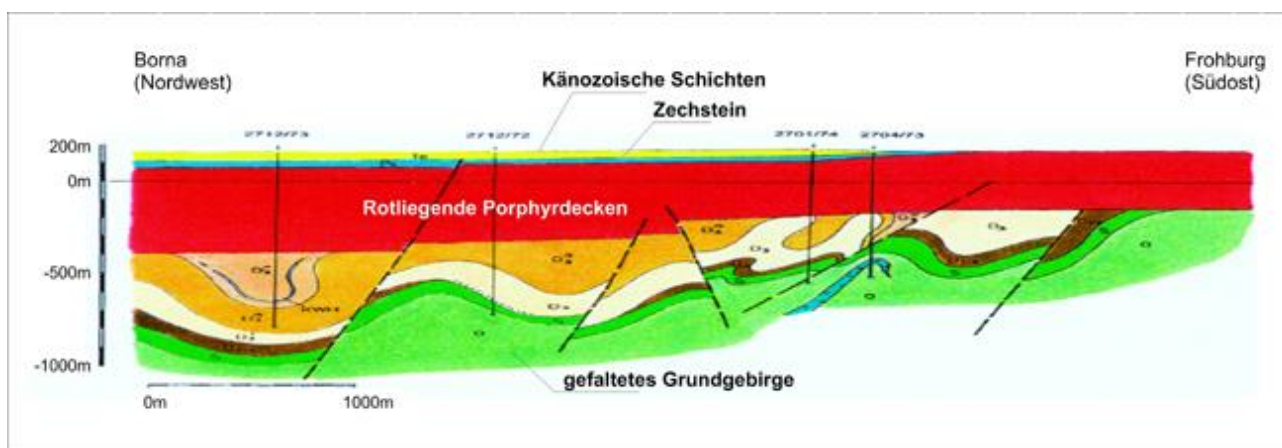 Borna
(Nordwest)
Frohburg
(Südost)
Känozoische Schichten
Zechstein
2712/73
2712/72
2701/74
2704/73
200m
0m
-500m
-1000m
Rotliegende Porphyrdecken
KWH
gefaltetes Grundgebirge
0m
1000m